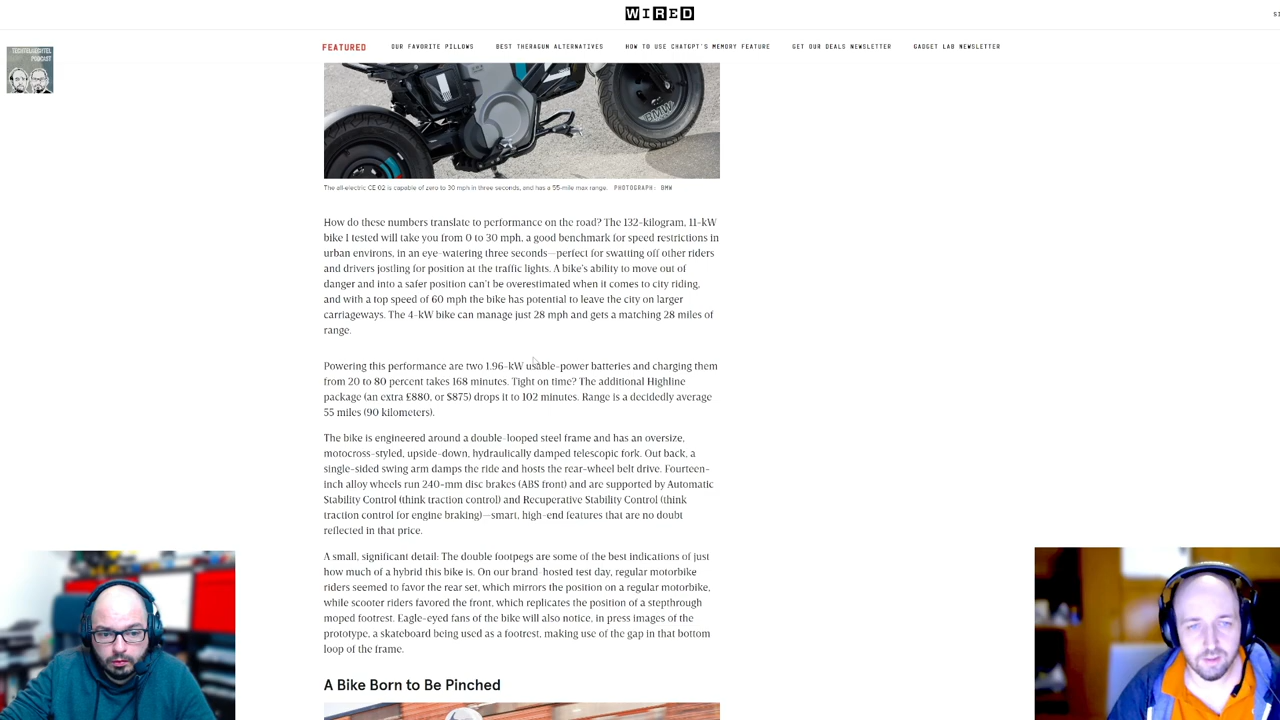 WIRED
TECHTELMECHTEL
PODCAST
FEATURED
OUR FAVORITE PILLOWS
BEST THERAGUN ALTERNATIVES
HOW TO USE CHATGPT'S MEMORY FEATURE
GET OUR DEALS NEWSLETTER
GADGET LAB NEWSLETTER
BMW
The all-electric CE 02 is capable of zero to 30 mph in three seconds, and has a 55-mile max range. PHOTOGRAPH: BMW
How do these numbers translate to performance on the road? The 132-kilogram, 11-kW
bike I tested will take you from 0 to 30 mph, a good benchmark for speed restrictions in
urban environs, in an eye-watering three seconds—perfect for swatting off other riders
and drivers jostling for position at the traffic lights. A bike's ability to move out of
danger and into a safer position can't be overestimated when it comes to city riding,
and with a top speed of 60 mph the bike has potential to leave the city on larger
carriageways. The 4-kW bike can manage just 28 mph and gets a matching 28 miles of
range.
Powering this performance are two 1.96-kW usable-power batteries and charging them
from 20 to 80 percent takes 168 minutes. Tight on time? The additional Highline
package (an extra £880, or $875) drops it to 102 minutes. Range is a decidedly average
55 miles (90 kilometers).
The bike is engineered around a double-looped steel frame and has an oversize,
motocross-styled, upside-down, hydraulically damped telescopic fork. Out back, a
single-sided swing arm damps the ride and hosts the rear-wheel belt drive. Fourteen-
inch alloy wheels run 240-mm disc brakes (ABS front) and are supported by Automatic
Stability Control (think traction control) and Recuperative Stability Control (think
traction control for engine braking)—smart, high-end features that are no doubt
reflected in that price.
A small, significant detail: The double footpegs are some of the best indications of just
how much of a hybrid this bike is. On our brand-hosted test day, regular motorbike
riders seemed to favor the rear set, which mirrors the position on a regular motorbike,
while scooter riders favored the front, which replicates the position of a stepthrough
moped footrest. Eagle-eyed fans of the bike will also notice, in press images of the
prototype, a skateboard being used as a footrest, making use of the gap in that bottom
loop of the frame.
A Bike Born to Be Pinched